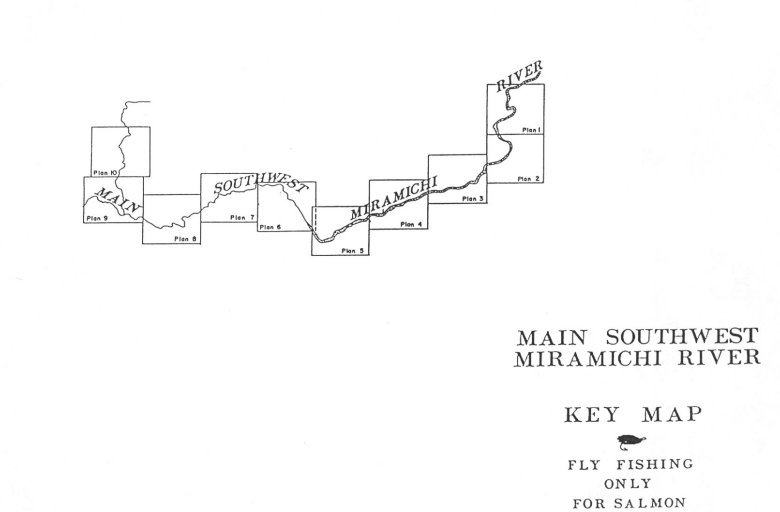 RIVER
Plan 1
Plan 2
Plan 3
MIRAMICHI
Plan 4
Plan 5
SOUTHWEST
Plan 6
Plan 7
Plan 8
MAIN
Plan 9
Plan 10
MAIN SOUTHWEST
MIRAMICHI RIVER
KEY MAP
FLY FISHING
ONLY
FOR SALMON